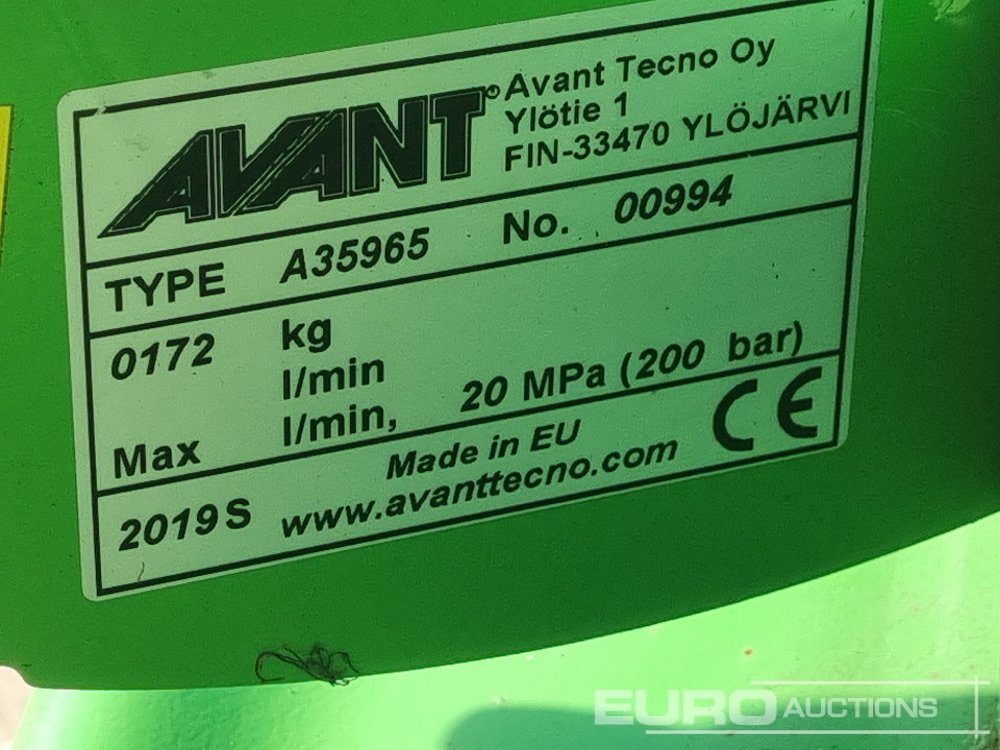 AVANT®
Avant Tecno Oy
Ylötie 1
FIN-33470 YLÖJÄRVI
TYPE A35965 No. 00994
0172 kg
l/min
Max l/min, 20 MPa (200 bar)
2019 S Made in EU
www.avanttecno.com
CE
EURO AUCTIONS